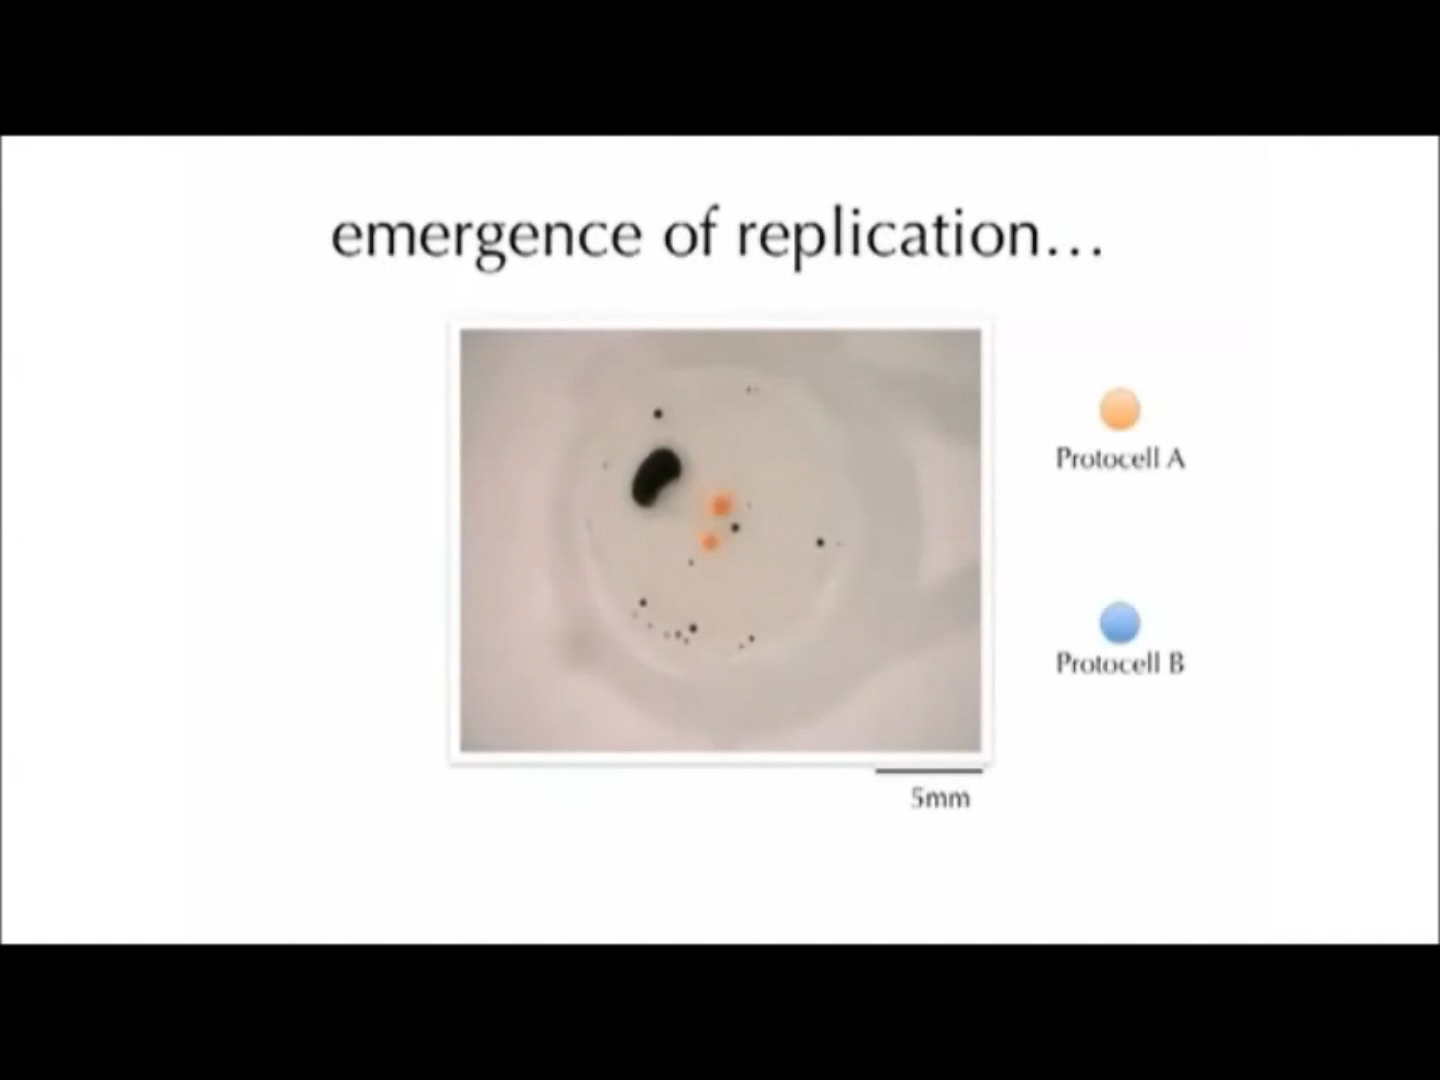 emergence of replication...
Protocell A
Protocell B
5mm